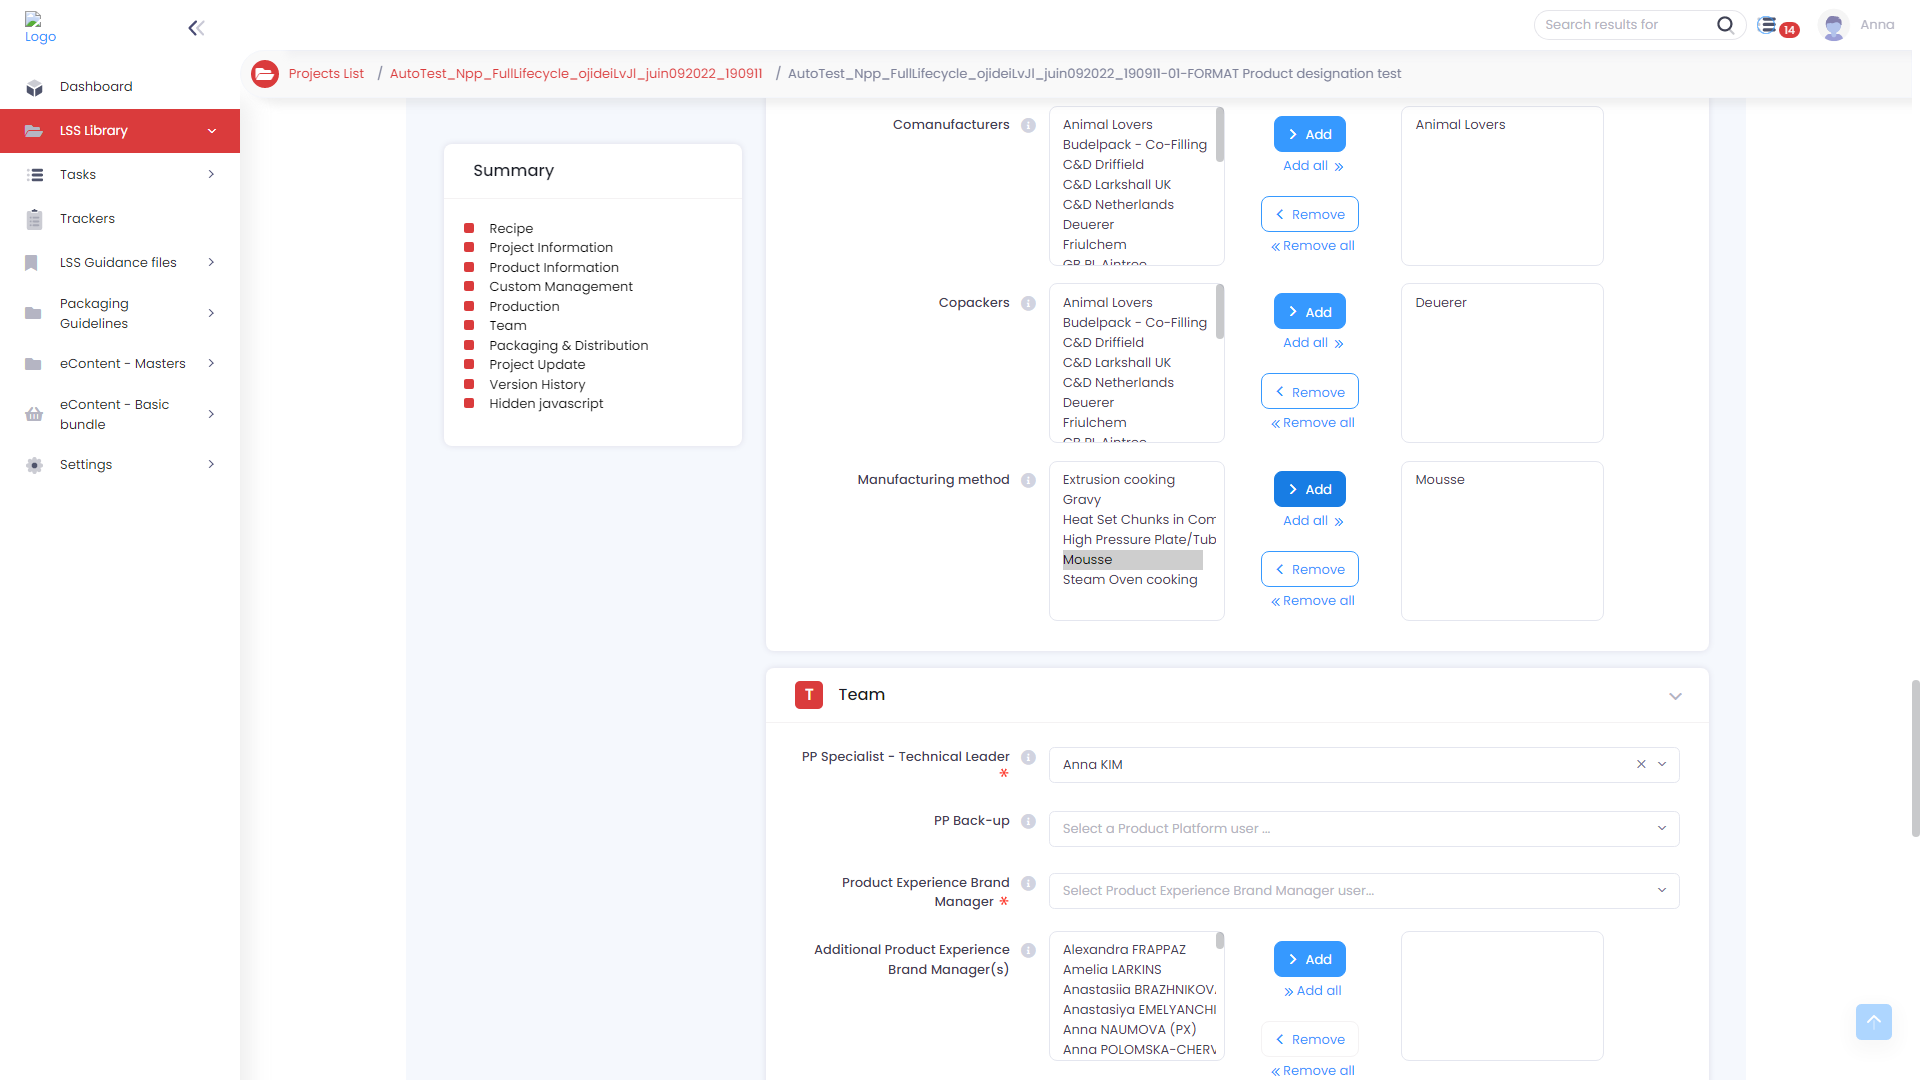 Logo
Search results for
14
Anna
Projects List / AutoTest_Npp_FullLifecycle_ojideiLvJl_juin092022_190911 / AutoTest_Npp_FullLifecycle_ojideiLvJl_juin092022_190911-01-FORMAT Product designation test
Dashboard
LSS Library
Tasks
Trackers
LSS Guidance files
Packaging
Guidelines
eContent - Masters
eContent - Basic
bundle
Settings
Summary
Recipe
Project Information
Product Information
Custom Management
Production
Team
Packaging & Distribution
Project Update
Version History
Hidden javascript
Comanufacturers
Animal Lovers
Budelpack - Co-Filling
C&D Driffield
C&D Larkshall UK
C&D Netherlands
Deuerer
Friulchem
GB PL Aintree
Add
Add all
Remove
Remove all
Animal Lovers
Copackers
Animal Lovers
Budelpack - Co-Filling
C&D Driffield
C&D Larkshall UK
C&D Netherlands
Deuerer
Friulchem
GB PL Aintree
Add
Add all
Remove
Remove all
Deuerer
Manufacturing method
Extrusion cooking
Gravy
Heat Set Chunks in Com
High Pressure Plate/Tub
Mousse
Steam Oven cooking
Add
Add all
Remove
Remove all
Mousse
T Team
PP Specialist - Technical Leader
*
Anna KIM
PP Back-up
Select a Product Platform user ...
Product Experience Brand
Manager *
Select Product Experience Brand Manager user...
Additional Product Experience
Brand Manager(s)
Alexandra FRAPPAZ
Amelia LARKINS
Anastasiia BRAZHNIKOV
Anastasiya EMELYANCH
Anna NAUMOVA (PX)
Anna POLOMSKA-CHERV
Add
Add all
Remove
Remove all